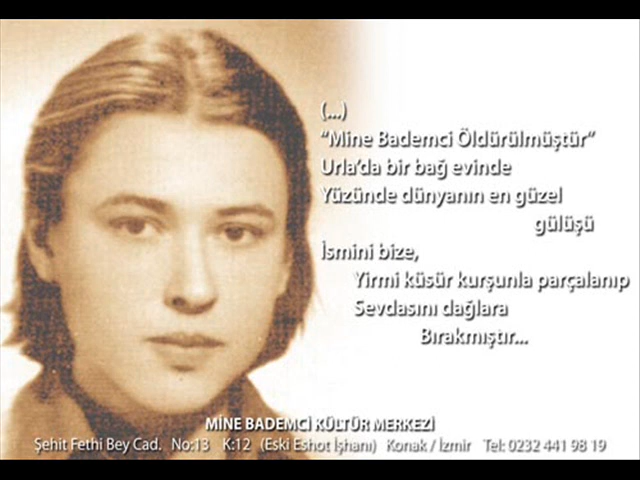 (...)
“Mine Bademci Öldürülmüştür”
Urla’da bir bağ evinde
Yüzünde dünyanın en güzel
gülüşü
İsmini bize,
Yirmi küsür kurşunla parçalanıp
Sevdasını dağlara
Bırakmıştır...
MİNE BADEMCİ KÜLTÜR MERKEZİ
Şehit Fethi Bey Cad. No:13 K:12 (Eski Eshot İşhanı) Konak / İzmir Tel: 0232 441 98 19